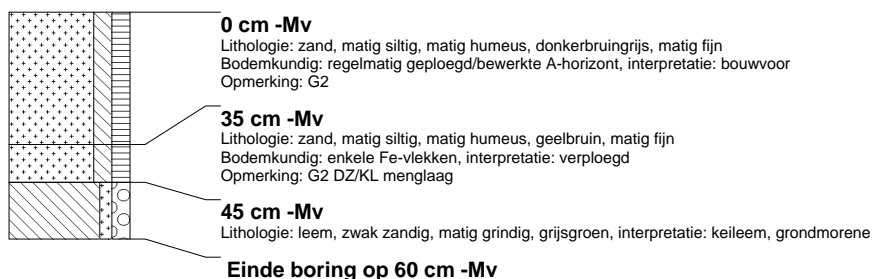 0 cm -Mv
Lithologie: zand, matig siltig, matig humeus, donkerbruingrijs, matig fijn
Bodemkundig: regelmatig geploegd/bewerkte A-horizont, interpretatie: bouwvoor
Opmerking: G2
35 cm -Mv
Lithologie: zand, matig siltig, matig humeus, geelbruin, matig fijn
Bodemkundig: enkele Fe-vlekken, interpretatie: verploegd
Opmerking: G2 DZ/KL menglaag
45 cm -Mv
Lithologie: leem, zwak zandig, matig grindig, grijsgroen, interpretatie: keileem, grondmorene
Einde boring op 60 cm -Mv